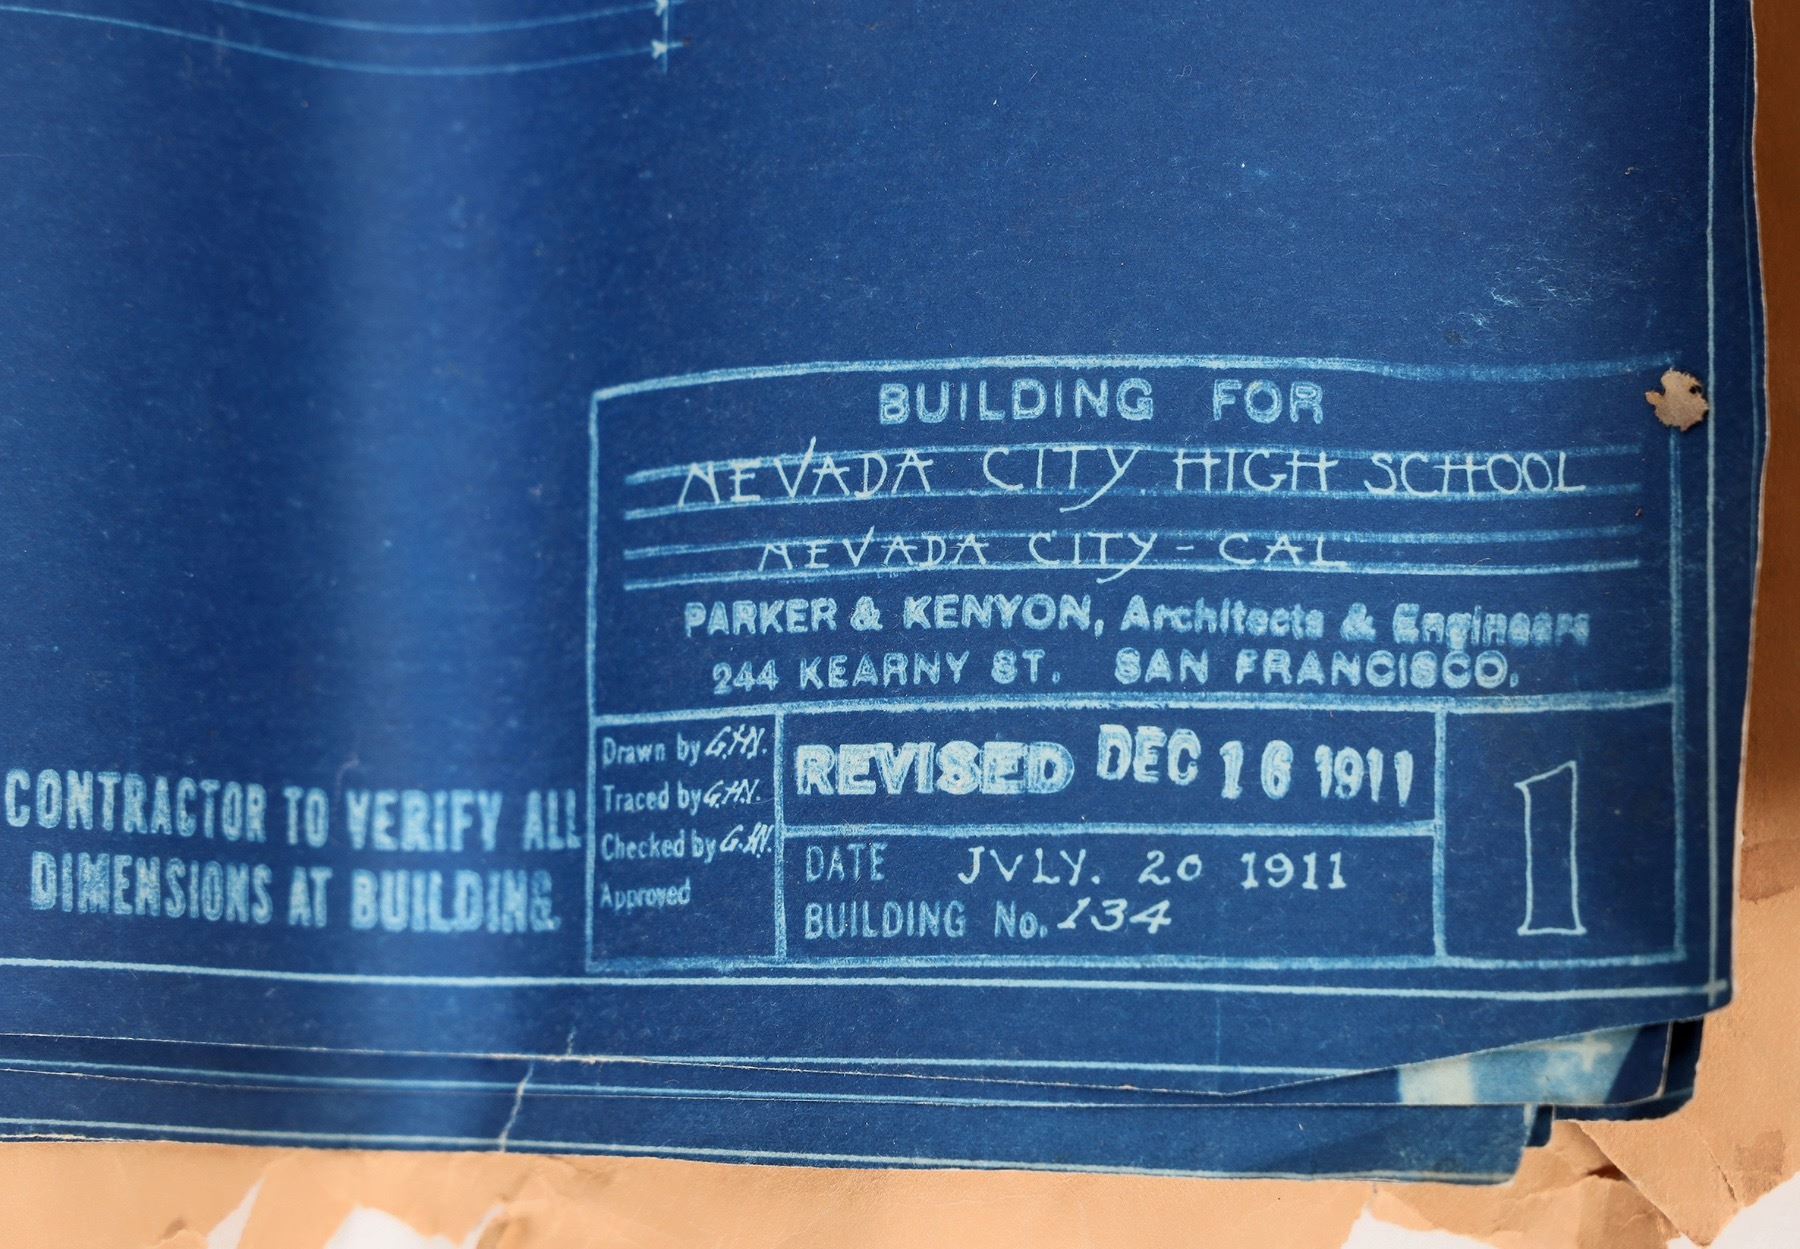 BUILDING FOR
NEVADA CITY HIGH SCHOOL
NEVADA CITY - CAL
PARKER & KENYON, Architects & Engineers
244 KEARNY ST. SAN FRANCISCO.
Drawn by G.H.N.
Traced by G.H.N.
Checked by G.H.N.
Approved
REVISED DEC 16 1911
DATE JVLY. 20 1911
BUILDING No. 134
1
CONTRACTOR TO VERIFY ALL
DIMENSIONS AT BUILDING.